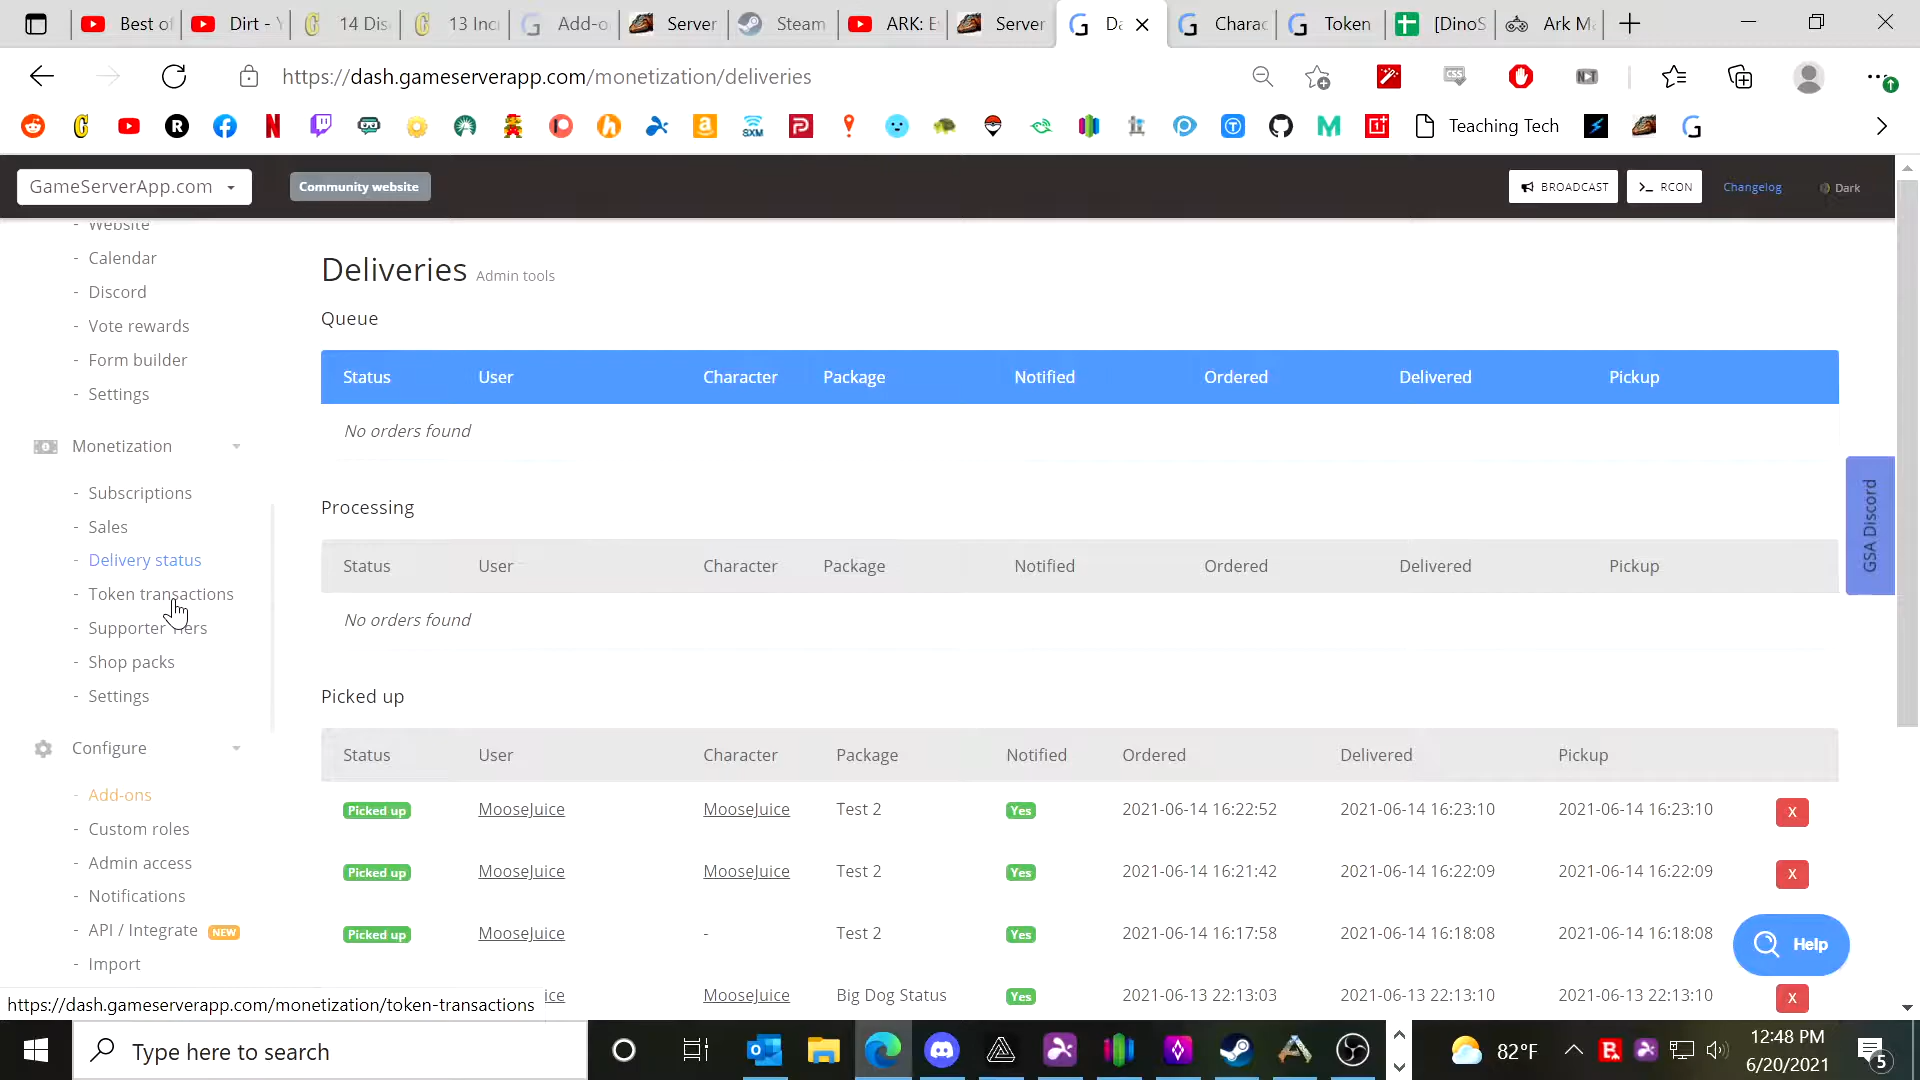 Best of
Dirt - Y
14 Dis
13 Inc
Add-o
Server
Steam
ARK: E
Server
Da
Charac
Token
[DinoS
Ark Ma
https://dash.gameserverapp.com/monetization/deliveries
Teaching Tech
GameServerApp.com
Community website
BROADCAST
RCON
Changelog
Dark
- Website
- Calendar
- Discord
- Vote rewards
- Form builder
- Settings
Monetization
- Subscriptions
- Sales
- Delivery status
- Token transactions
- Supporter Tiers
- Shop packs
- Settings
Configure
- Add-ons
- Custom roles
- Admin access
- Notifications
- API / Integrate NEW
- Import
Deliveries Admin tools
Queue
Status User Character Package Notified Ordered Delivered Pickup
No orders found
Processing
Status User Character Package Notified Ordered Delivered Pickup
No orders found
Picked up
Status User Character Package Notified Ordered Delivered Pickup
Picked up MooseJuice MooseJuice Test 2 Yes 2021-06-14 16:22:52 2021-06-14 16:23:10 2021-06-14 16:23:10 X
Picked up MooseJuice MooseJuice Test 2 Yes 2021-06-14 16:21:42 2021-06-14 16:22:09 2021-06-14 16:22:09 X
Picked up MooseJuice - Test 2 Yes 2021-06-14 16:17:58 2021-06-14 16:18:08 2021-06-14 16:18:08
MooseJuice Big Dog Status Yes 2021-06-13 22:13:03 2021-06-13 22:13:10 2021-06-13 22:13:10 X
GSA Discord
Help
https://dash.gameserverapp.com/monetization/token-transactions
Type here to search
82°F
12:48 PM
6/20/2021
5